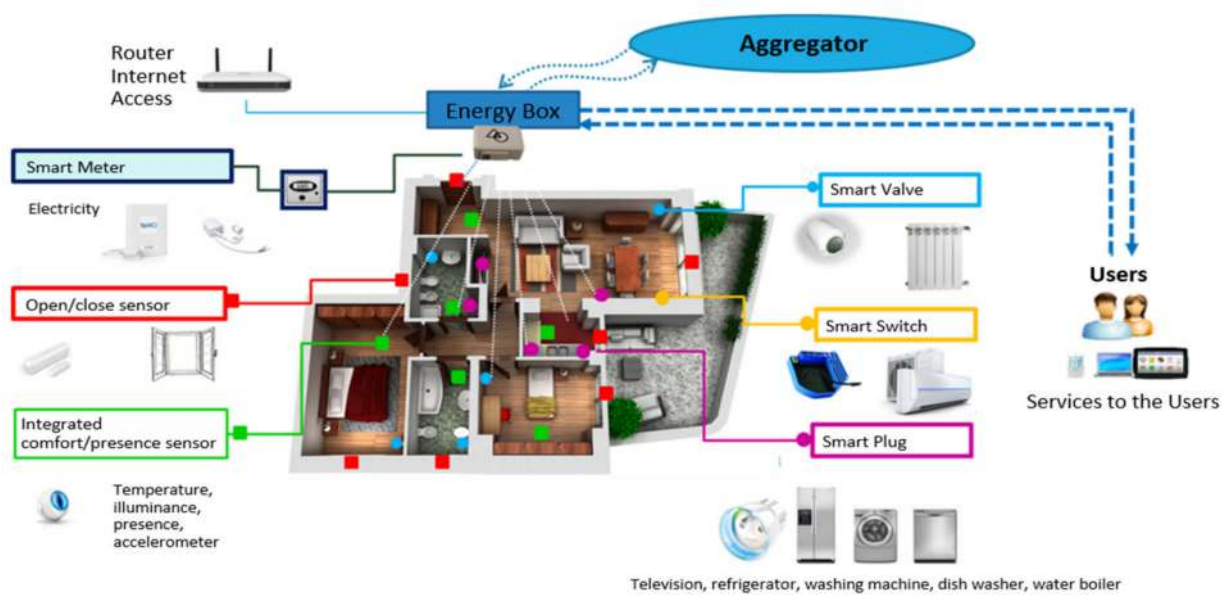 Aggregator
Router
Internet
Access
Energy Box
Smart Meter
Electricity
Smart Valve
Open/close sensor
Users
Smart Switch
Services to the Users
Integrated
comfort/presence sensor
Smart Plug
Temperature,
illuminance,
presence,
accelerometer
Television, refrigerator, washing machine, dish washer, water boiler